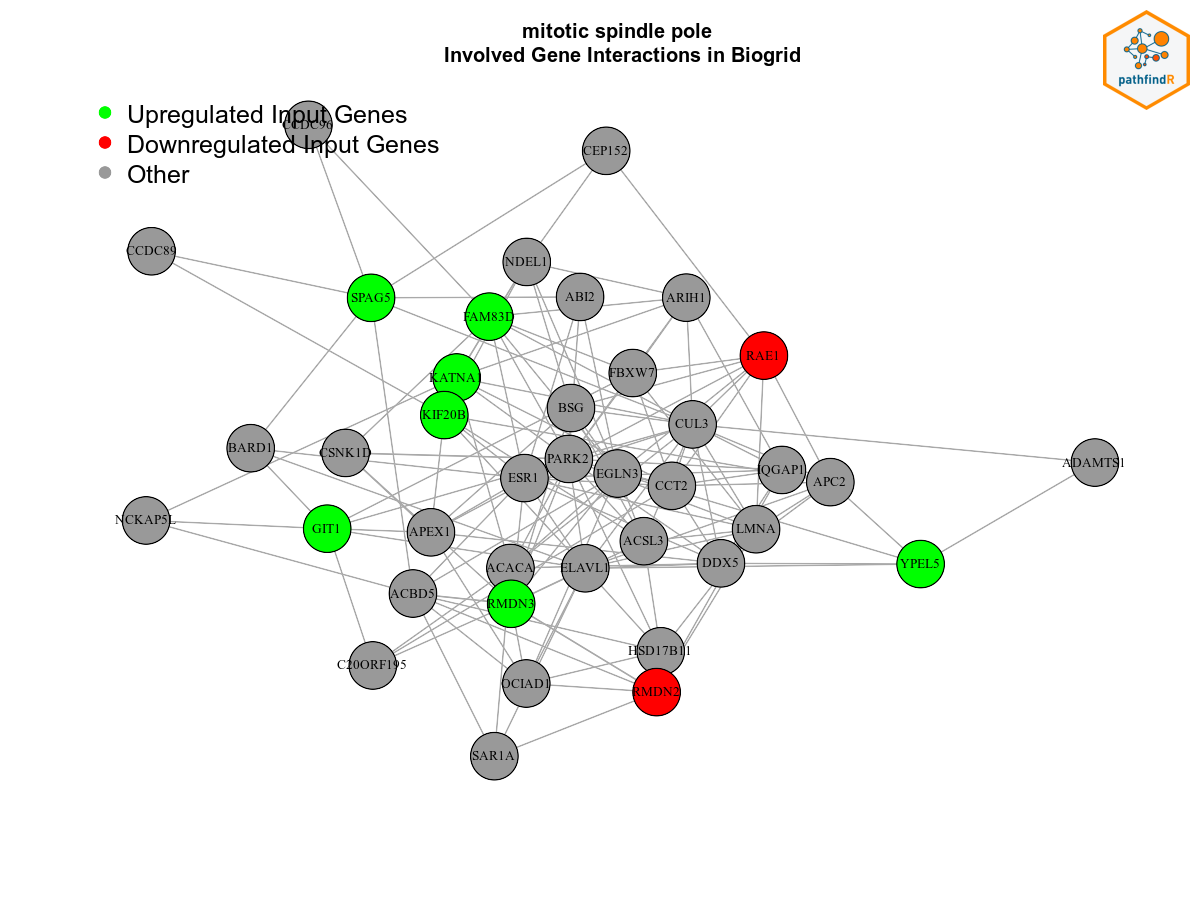 mitotic spindle pole
Involved Gene Interactions in Biogrid
pathfindR
Upregulated Input Genes
Downregulated Input Genes
Other
CCDC96
CEP152
CCDC89
NDEL1
SPAG5
ABI2
ARIH1
FAM83D
RAE1
KATNA1
FBXW7
KIF20B
BSG
CUL3
BARD1
CSNK1D
PARK2
EGLN3
IQGAP1
ADAMTS1
ESR1
CCT2
APC2
NCKAP5L
GIT1
APEX1
ACSL3
LMNA
ACACA
ELAVL1
DDX5
YPEL5
ACBD5
RMDN3
C20ORF195
HSD17B11
OCIAD1
RMDN2
SAR1A